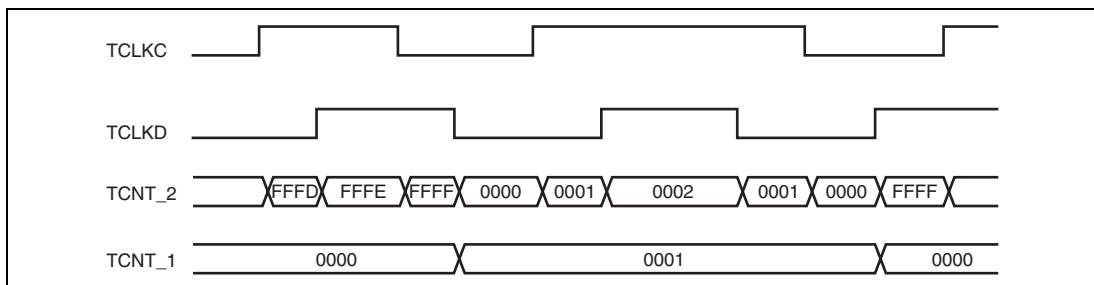 TCLKC
TCLKD
TCNT_2 FFFD FFFE FFFF 0000 0001 0002 0001 0000 FFFF
TCNT_1 0000 0001 0000